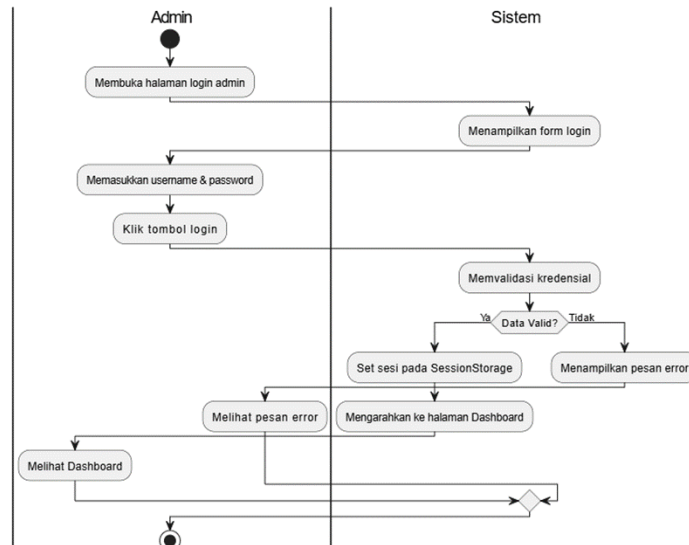 Admin
Sistem
Membuka halaman login admin
Menampilkan form login
Memasukkan username & password
Klik tombol login
Memvalidasi kredensial
Ya
Data Valid?
Tidak
Set sesi pada SessionStorage
Menampilkan pesan error
Melihat pesan error
Mengarahkan ke halaman Dashboard
Melihat Dashboard